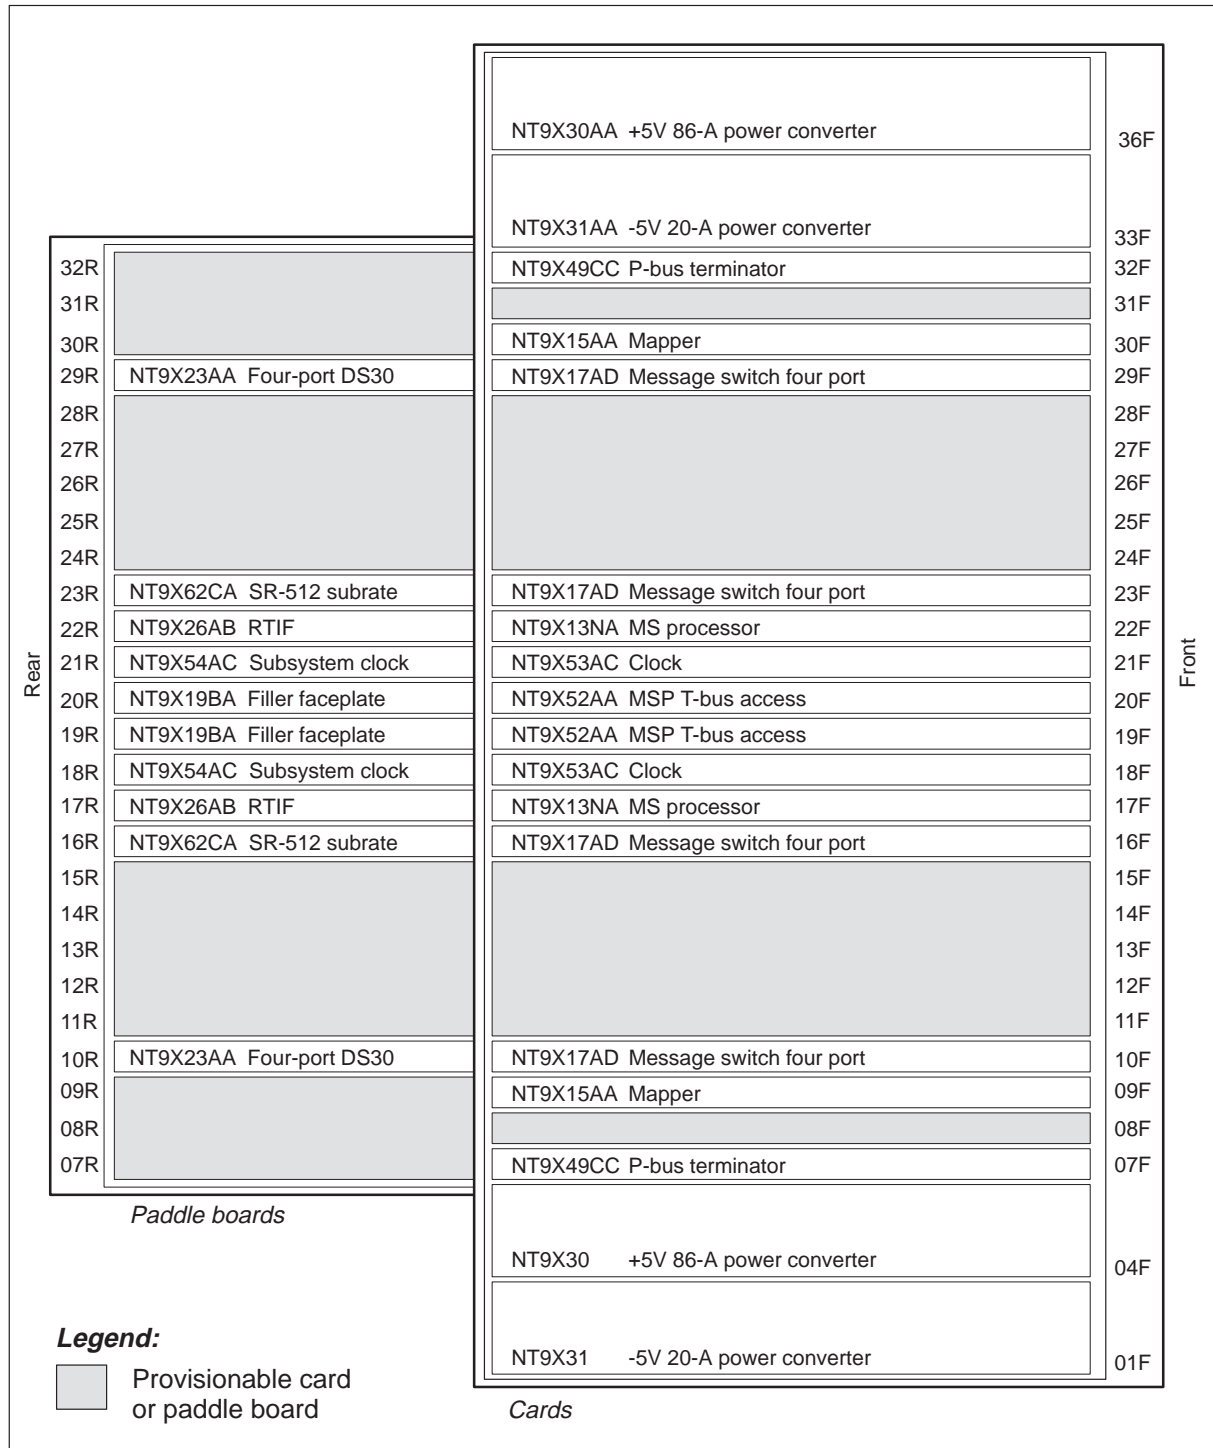 NT9X30AA +5V 86-A power converter 36F
NT9X31AA -5V 20-A power converter 33F
32R NT9X49CC P-bus terminator 32F
31R 31F
30R NT9X15AA Mapper 30F
29R NT9X23AA Four-port DS30 NT9X17AD Message switch four port 29F
28R 28F
27R 27F
26R 26F
25R 25F
24R 24F
23R NT9X62CA SR-512 subrate NT9X17AD Message switch four port 23F
22R NT9X26AB RTIF NT9X13NA MS processor 22F
Rear 21R NT9X54AC Subsystem clock NT9X53AC Clock 21F Front
20R NT9X19BA Filler faceplate NT9X52AA MSP T-bus access 20F
19R NT9X19BA Filler faceplate NT9X52AA MSP T-bus access 19F
18R NT9X54AC Subsystem clock NT9X53AC Clock 18F
17R NT9X26AB RTIF NT9X13NA MS processor 17F
16R NT9X62CA SR-512 subrate NT9X17AD Message switch four port 16F
15R 15F
14R 14F
13R 13F
12R 12F
11R 11F
10R NT9X23AA Four-port DS30 NT9X17AD Message switch four port 10F
09R NT9X15AA Mapper 09F
08R 08F
07R NT9X49CC P-bus terminator 07F
Paddle boards
NT9X30 +5V 86-A power converter 04F
NT9X31 -5V 20-A power converter 01F
Legend:
Provisionable card
or paddle board
Cards